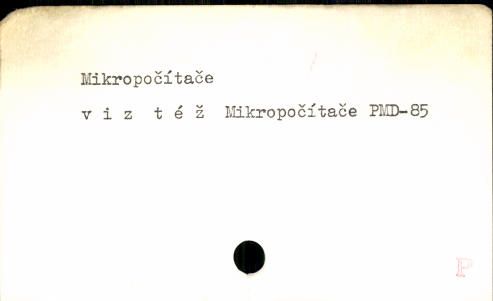 Mikropočítače
v i z  t é ž  Mikropočítače PMD-85
P